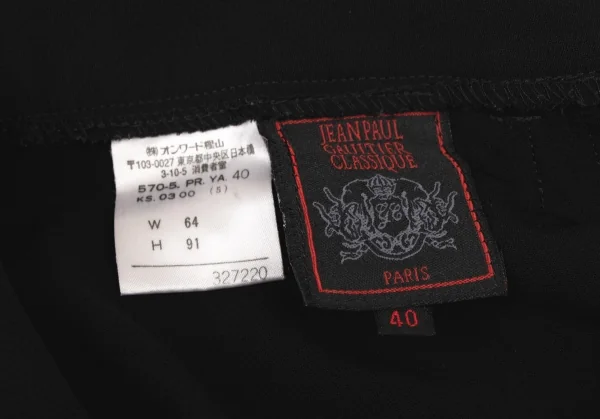 ㈱オンワード樫山
〒103-0027 東京都中央区日本橋
3-10-5 消費者室
570-5. PR. YA. 40
KS. 03 00 (S)
W 64
H 91
327220
JEAN PAUL
GAULTIER
CLASSIQUE
PARIS
40